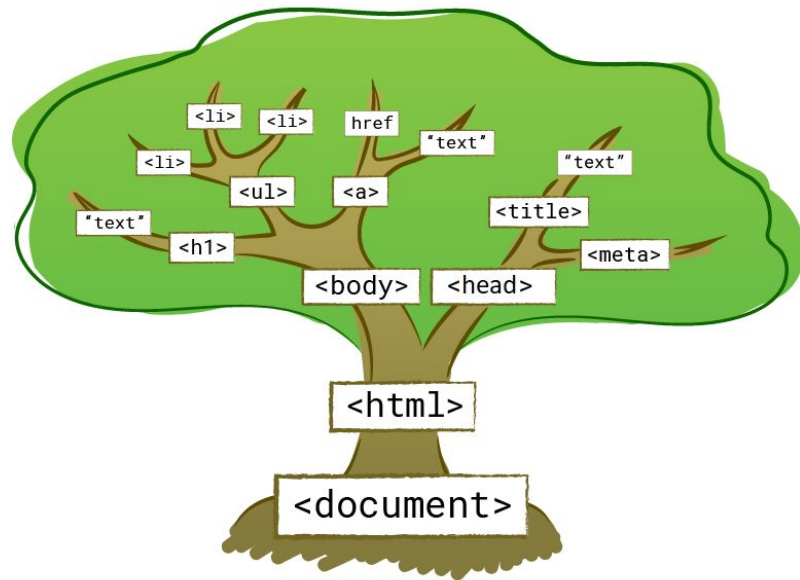 <li>
<li>
href
"text"
<li>
"text"
<ul>
<a>
<title>
"text"
<h1>
<meta>
<body>
<head>
<html>
<document>